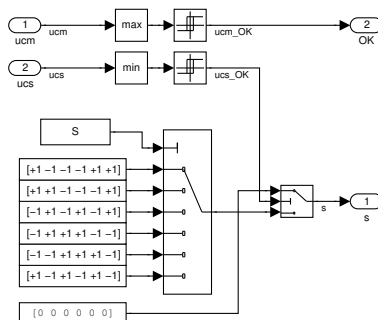 1
ucm
ucm
max
ucm_OK
2
OK
2
ucs
ucs
min
ucs_OK
S
[+1 −1 −1 −1 +1 +1]
[+1 +1 −1 −1 −1 +1]
[−1 +1 −1 +1 −1 +1]
[−1 +1 +1 +1 −1 −1]
[−1 −1 +1 +1 +1 −1]
[+1 −1 +1 −1 +1 −1]
[0 0 0 0 0 0]
s
1
s